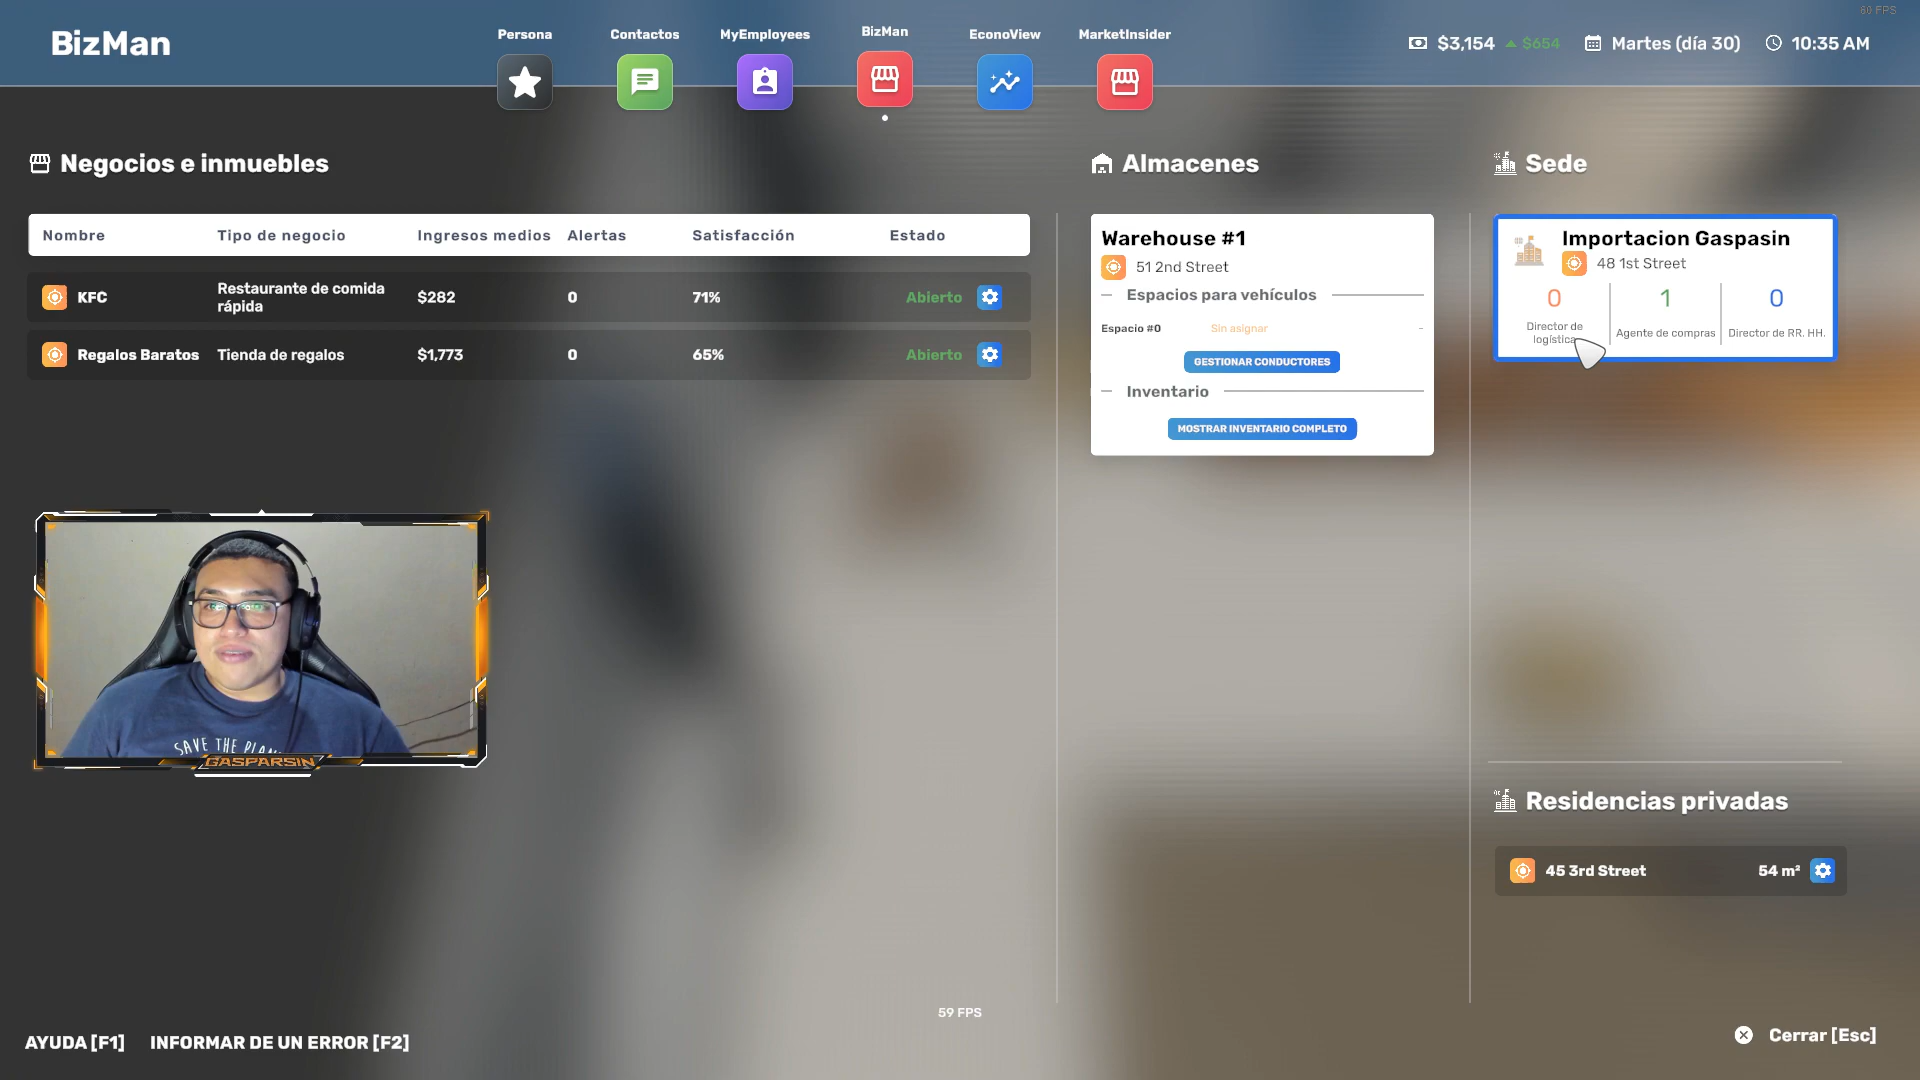 60 FPS
BizMan
Persona
Contactos
MyEmployees
BizMan
EconoView
MarketInsider
$3,154
$654
Martes (día 30)
10:35 AM
Negocios e inmuebles
Nombre
Tipo de negocio
Ingresos medios
Alertas
Satisfacción
Estado
KFC
Restaurante de comida
rápida
$282
0
71%
Abierto
Regalos Baratos
Tienda de regalos
$1,773
0
65%
Abierto
Almacenes
Warehouse #1
51 2nd Street
Espacios para vehículos
Espacio #0
Sin asignar
-
GESTIONAR CONDUCTORES
Inventario
MOSTRAR INVENTARIO COMPLETO
Sede
Importacion Gaspasin
48 1st Street
0
1
0
Director de
logística
Agente de compras
Director de RR. HH.
SAVE THE PLAN
GASPARSIN
Residencias privadas
45 3rd Street
54 m²
59 FPS
AYUDA [F1]
INFORMAR DE UN ERROR [F2]
Cerrar [Esc]